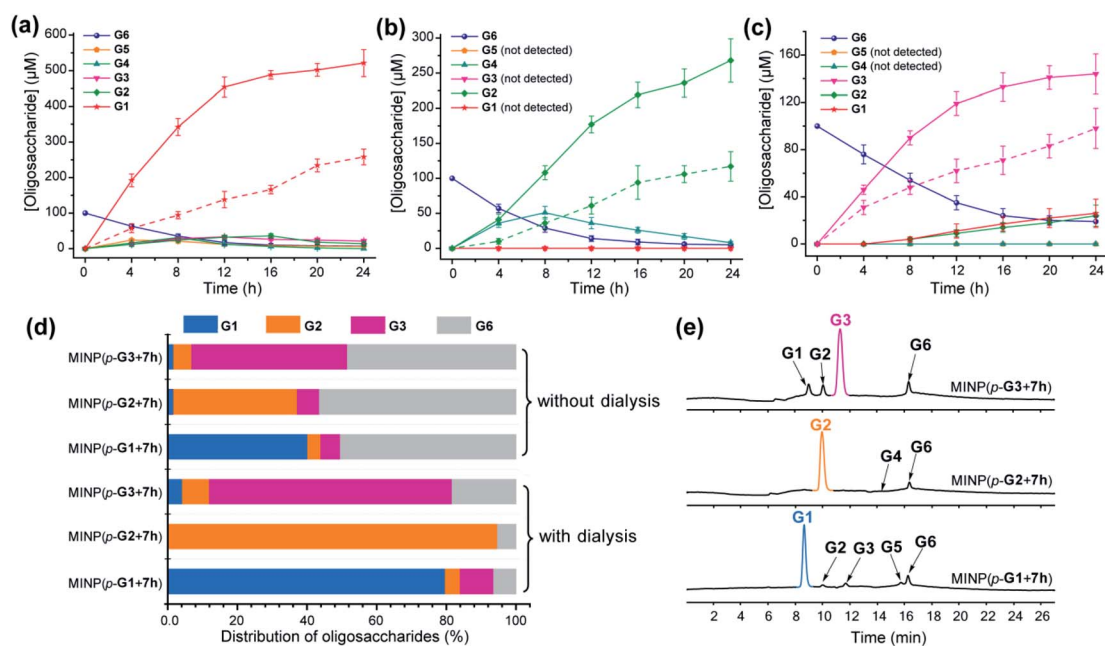 (a)
[Oligosaccharide] (μM)
600
500
400
300
200
100
0
G6
G5
G4
G3
G2
G1
0 4 8 12 16 20 24
Time (h)
(b)
[Oligosaccharide] (μM)
300
250
200
150
100
50
0
G6
G5 (not detected)
G4
G3 (not detected)
G2
G1 (not detected)
0 4 8 12 16 20 24
Time (h)
(c)
[Oligosaccharide] (μM)
160
120
80
40
0
G6
G5 (not detected)
G4 (not detected)
G3
G2
G1
0 4 8 12 16 20 24
Time (h)
(d)
G1 G2 G3 G6
MINP(p-G3+7h)
MINP(p-G2+7h)
MINP(p-G1+7h)
without dialysis
MINP(p-G3+7h)
MINP(p-G2+7h)
MINP(p-G1+7h)
with dialysis
0.0 20 40 60 80 100
Distribution of oligosaccharides (%)
(e)
G1 G2 G3 G6
MINP(p-G3+7h)
G2 G4 G6
MINP(p-G2+7h)
G1 G2 G3 G5 G6
MINP(p-G1+7h)
2 4 6 8 10 12 14 16 18 20 22 24 26
Time (min)